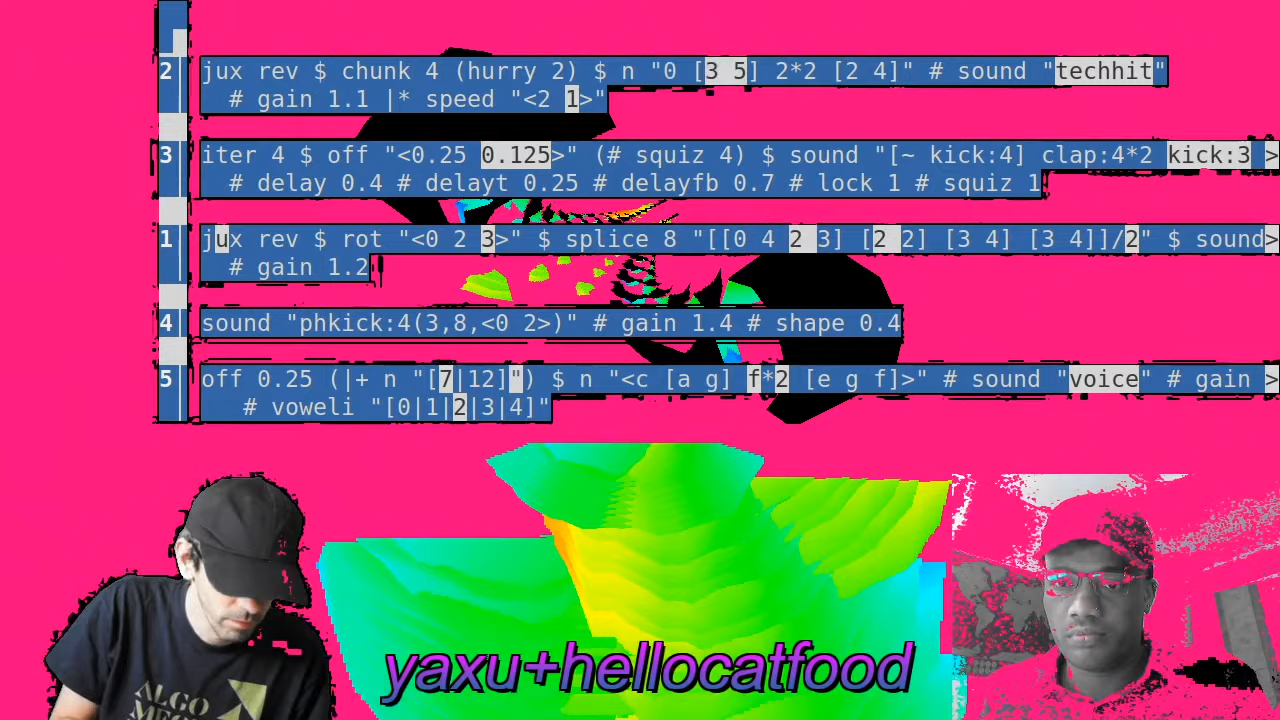 2 jux rev $ chunk 4 (hurry 2) $ n "0 [3 5] 2*2 [2 4]" # sound "techhit"
# gain 1.1 |* speed "<2 1>"
3 iter 4 $ off "<0.25 0.125>" (# squiz 4) $ sound "[~ kick:4] clap:4*2 kick:3 >
# delay 0.4 # delayt 0.25 # delayfb 0.7 # lock 1 # squiz 1
1 jux rev $ rot "<0 2 3>" $ splice 8 "[[0 4 2 3] [2 2] [3 4] [3 4]]/2" $ sound>
# gain 1.2
4 sound "phkick:4(3,8,<0 2>)" # gain 1.4 # shape 0.4
5 off 0.25 (|+ n "[7|12]") $ n "<c [a g] f*2 [e g f]>" # sound "voice" # gain >
# voweli "[0|1|2|3|4]"
ALGO
yaxu+hellocatfood